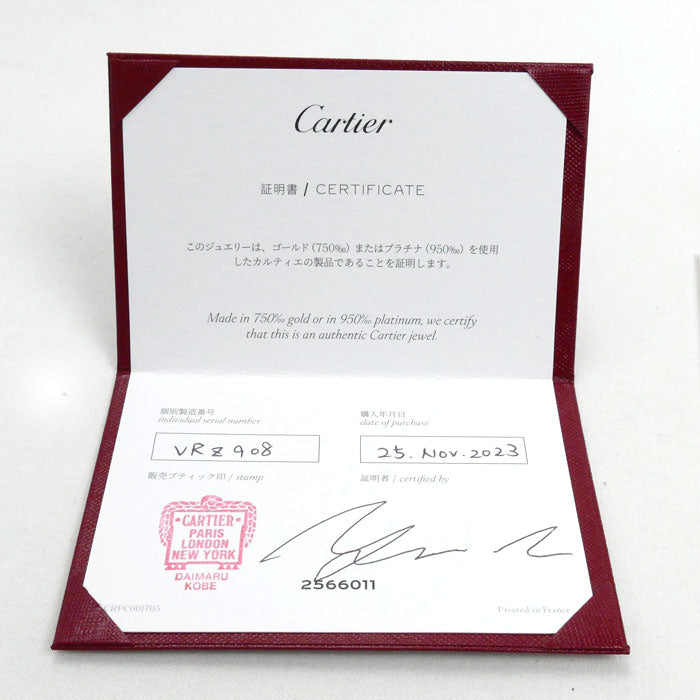 Cartier
証明書 / CERTIFICATE
このジュエリーは、ゴールド (750‰) またはプラチナ (950‰) を使用
したカルティエの製品であることを証明します。
Made in 750‰ gold or in 950‰ platinum, we certify
that this is an authentic Cartier jewel.
個別製造番号
individual serial number
購入年月日
date of purchase
VRZ908
25. Nov. 2023
販売ブティック印 / stamp
証明者 / certified by
CARTIER
PARIS
LONDON
NEW YORK
DAIMARU
KOBE
2566011
CRPC001705
Printed in France